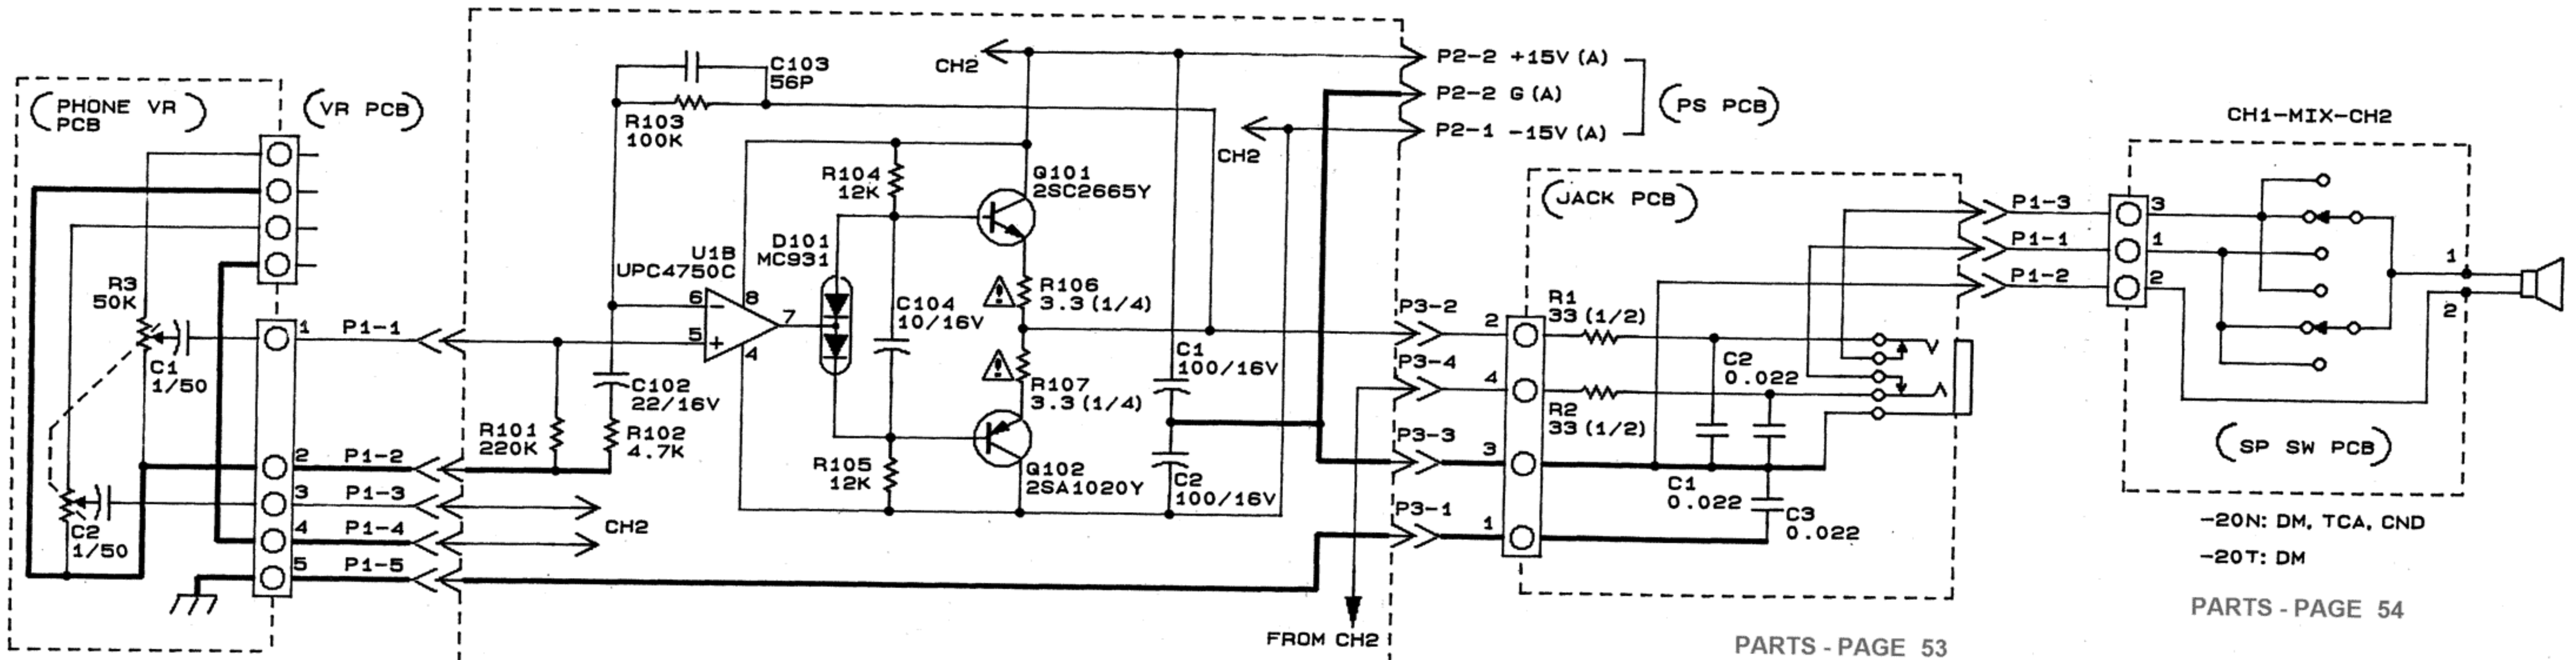 (PHONE VR)
PCB
(VR PCB)
R3
50K
C1
1/50
C2
1/50
1
2
3
4
5
P1-1
P1-2
P1-3
P1-4
P1-5
CH2
R101
220K
C102
22/16V
R102
4.7K
C103
56P
R103
100K
U1B
UPC4750C
6
5
8
7
4
-
+
D101
MC931
R104
12K
C104
10/16V
R105
12K
CH2
Q101
2SC2665Y
R106
3.3(1/4)
R107
3.3(1/4)
Q102
2SA1020Y
CH2
C1
100/16V
C2
100/16V
P2-2 +15V(A)
P2-2 G(A)
P2-1 -15V(A)
(PS PCB)
P3-2
P3-4
P3-3
P3-1
FROM CH2
2
4
3
1
(JACK PCB)
R1
33(1/2)
R2
33(1/2)
C2
0.022
C1
0.022
C3
0.022
P1-3
P1-1
P1-2
3
1
2
CH1-MIX-CH2
1
2
(SP SW PCB)
-20N: DM, TCA, CND
-20T: DM
PARTS - PAGE 54
PARTS - PAGE 53